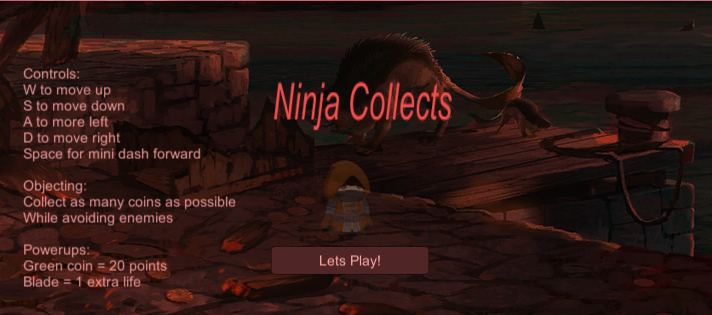 Controls:
W to move up
S to move down
A to more left
D to move right
Space for mini dash forward
Objecting:
Collect as many coins as possible
While avoiding enemies
Powerups:
Green coin = 20 points
Blade = 1 extra life
Ninja Collects
Lets Play!